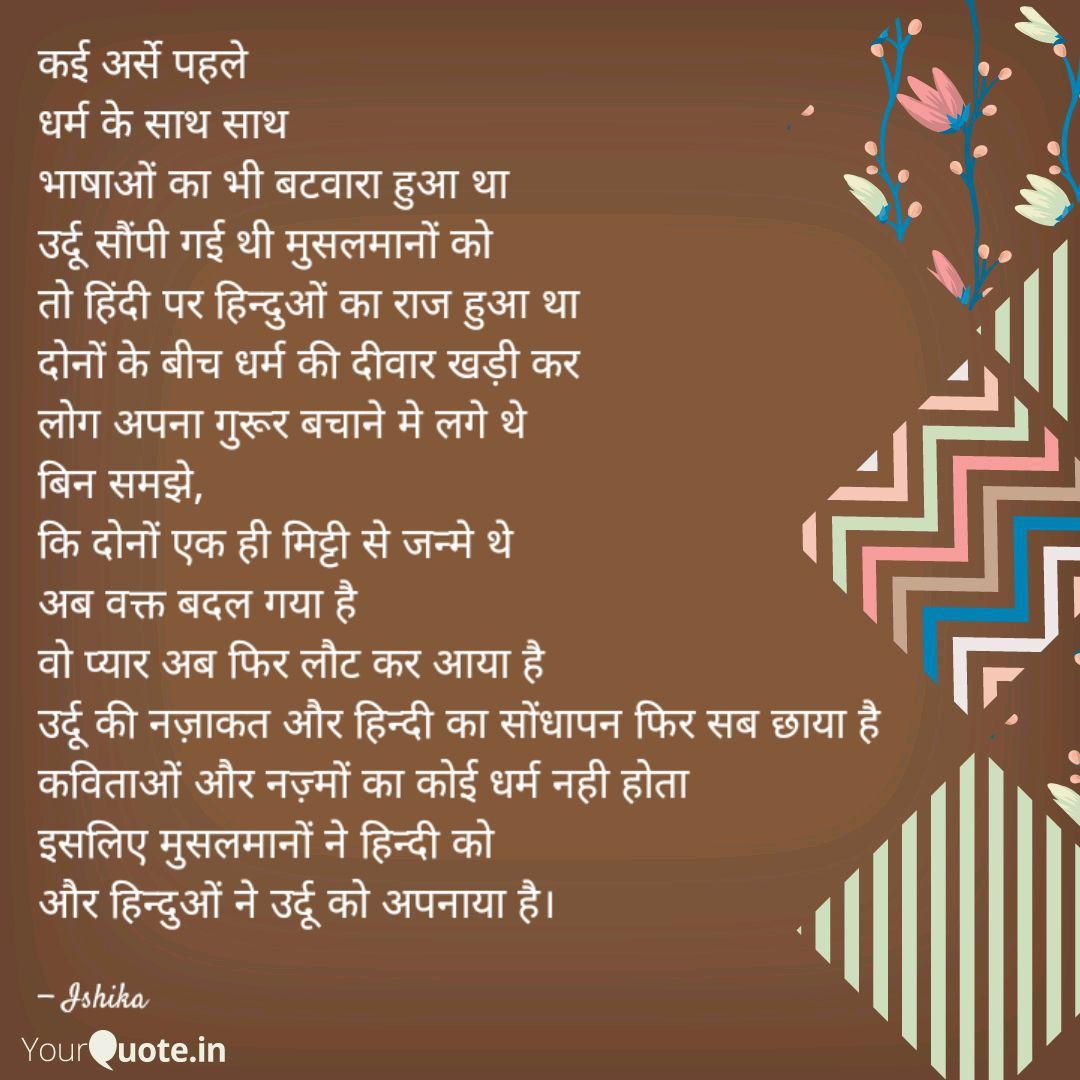 कई अर्से पहले
धर्म के साथ साथ
भाषाओं का भी बटवारा हुआ था
उर्दू सौंपी गई थी मुसलमानों को
तो हिंदी पर हिन्दुओं का राज हुआ था
दोनों के बीच धर्म की दीवार खड़ी कर
लोग अपना गुरूर बचाने मे लगे थे
बिन समझे,
कि दोनों एक ही मिट्टी से जन्मे थे
अब वक्त बदल गया है
वो प्यार अब फिर लौट कर आया है
उर्दू की नज़ाकत और हिन्दी का सोंधापन फिर सब छाया है
कविताओं और नज़्मों का कोई धर्म नही होता
इसलिए मुसलमानों ने हिन्दी को
और हिन्दुओं ने उर्दू को अपनाया है।
– Ishika
YourQuote.in